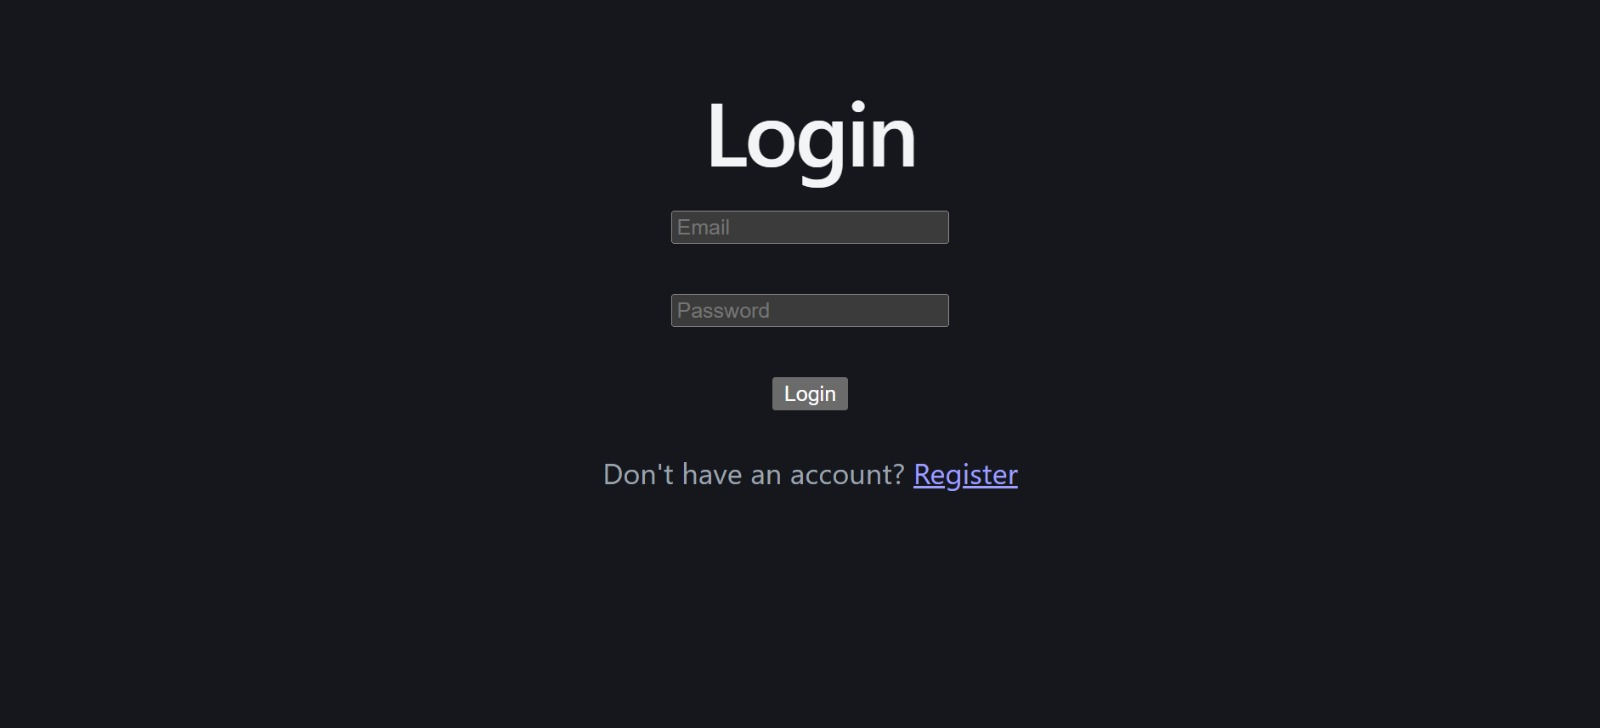 Login
Email
Password
Login
Don't have an account? Register